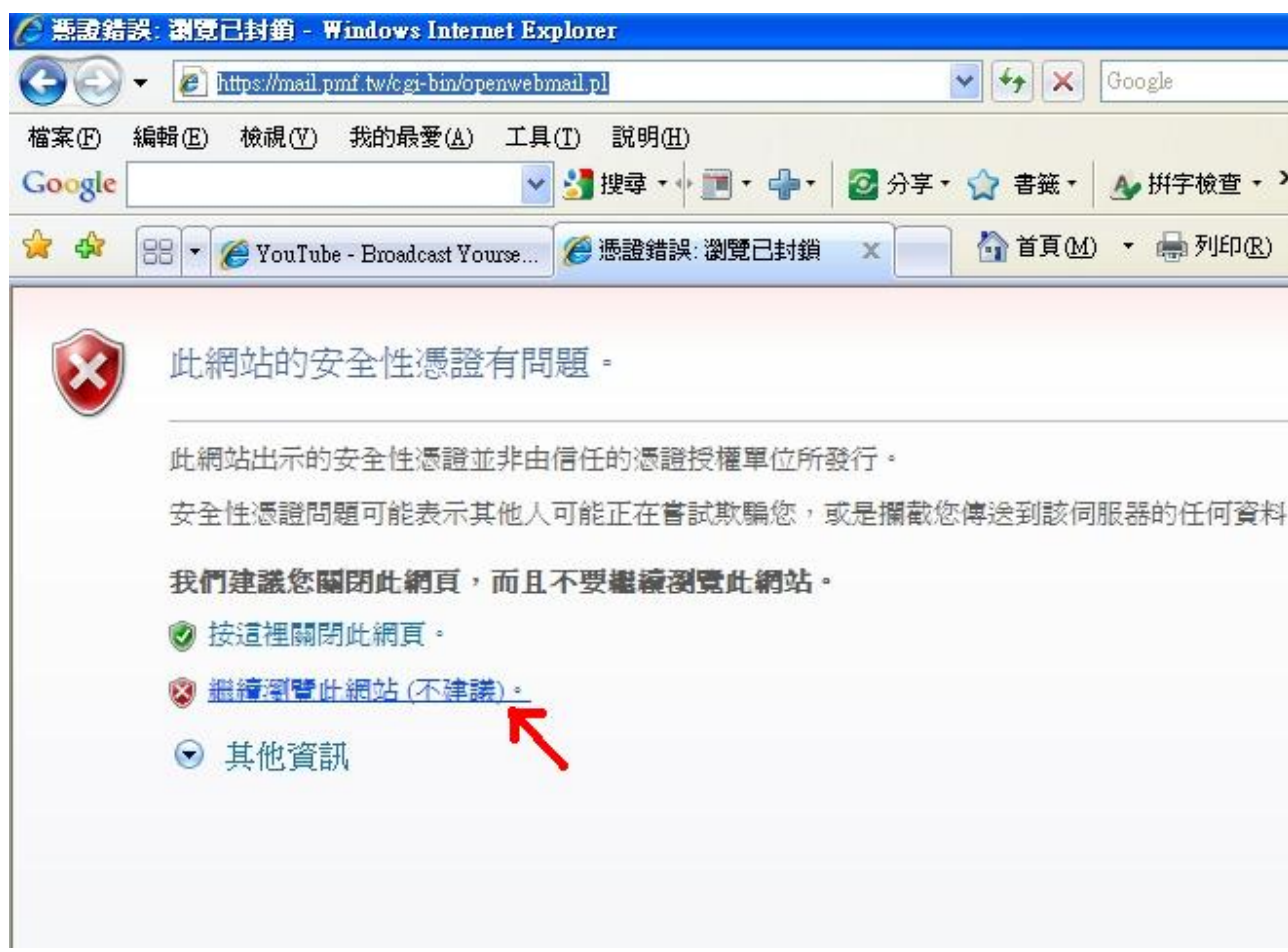 憑證錯誤: 瀏覽已封鎖 - Windows Internet Explorer
https://mail.pmf.tw/cgi-bin/openwebmail.pl Google
檔案(F) 編輯(E) 檢視(V) 我的最愛(A) 工具(T) 說明(H)
Google 搜尋 分享 書籤 拼字檢查
YouTube - Broadcast Yourse... 憑證錯誤: 瀏覽已封鎖 首頁(M) 列印(R)
此網站的安全性憑證有問題。
此網站出示的安全性憑證並非由信任的憑證授權單位所發行。
安全性憑證問題可能表示其他人可能正在嘗試欺騙您，或是攔截您傳送到該伺服器的任何資料
我們建議您關閉此網頁，而且不要繼續瀏覽此網站。
按這裡關閉此網頁。
繼續瀏覽此網站 (不建議)。
其他資訊